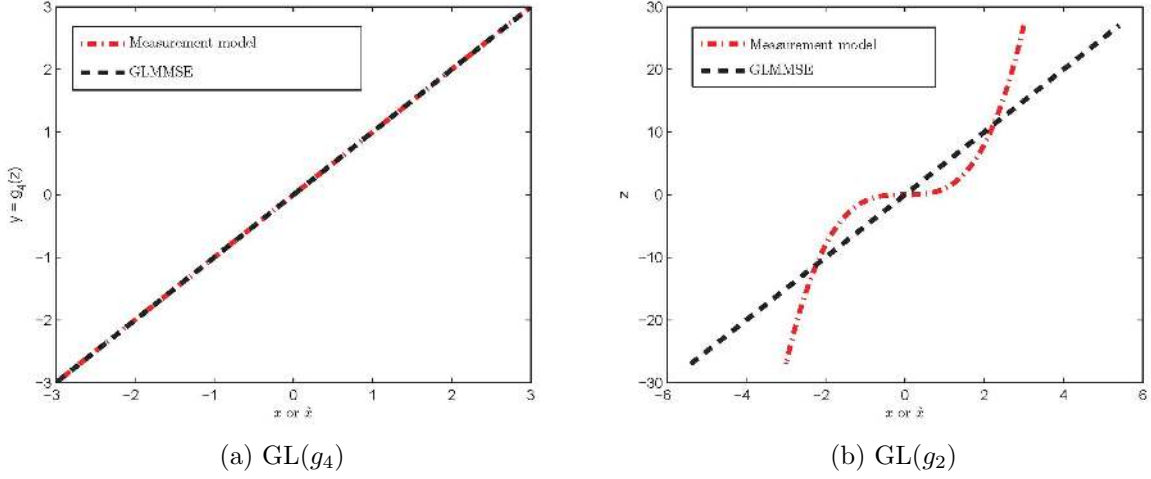 3
2
1
0
−1
−2
−3
−3 −2 −1 0 1 2 3
y = g₄(z)
x or x̂
Measurement model
GLMMSE
(a) GL(g₄)
30
20
10
0
−10
−20
−30
−6 −4 −2 0 2 4 6
z
x or x̂
Measurement model
GLMMSE
(b) GL(g₂)